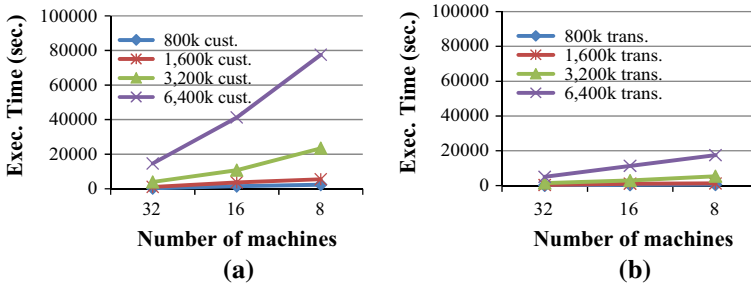 Exec. Time (sec.)
100000
80000
60000
40000
20000
0
800k cust.
1,600k cust.
3,200k cust.
6,400k cust.
32 16 8
Number of machines
(a)
Exec. Time (sec.)
100000
80000
60000
40000
20000
0
800k trans.
1,600k trans.
3,200k trans.
6,400k trans.
32 16 8
Number of machines
(b)